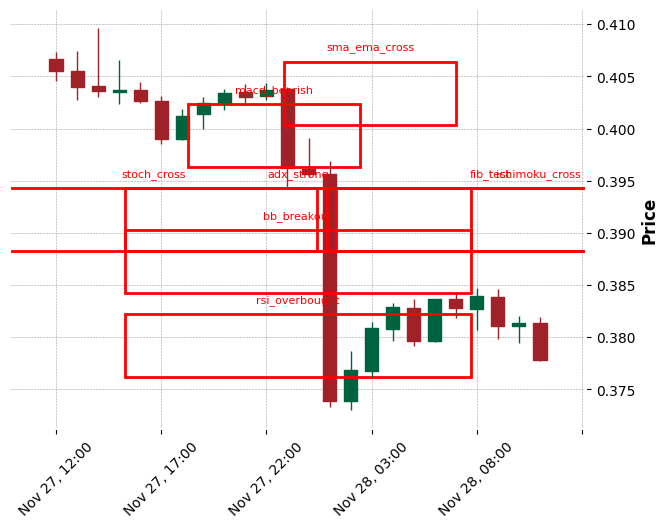 0.410
sma_ema_cross
0.405
macd_bearish
0.400
0.395
stoch_cross
adx_strong
fib_test
ichimoku_cross
0.390
bb_breakout
0.385
rsi_overbought
0.380
0.375
Price
Nov 27, 12:00
Nov 27, 17:00
Nov 27, 22:00
Nov 28, 03:00
Nov 28, 08:00